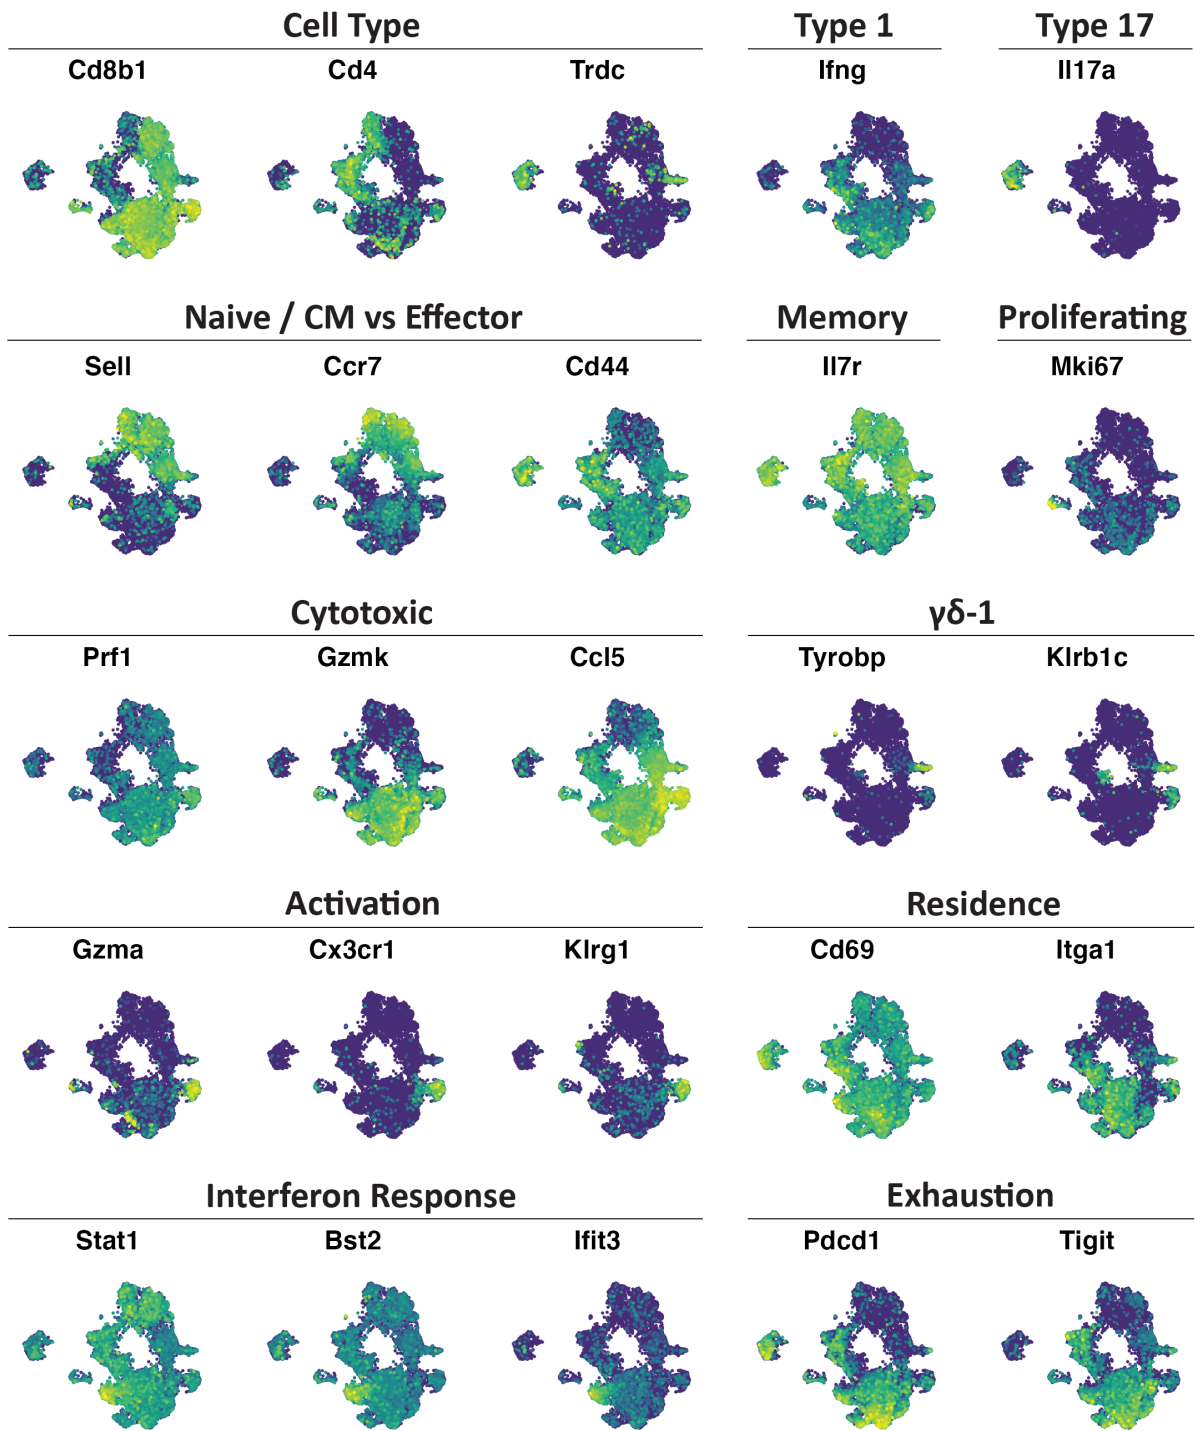 Cell Type
Type 1
Type 17
Cd8b1
Cd4
Trdc
Ifng
Il17a
Naive / CM vs Effector
Memory
Proliferating
Sell
Ccr7
Cd44
Il7r
Mki67
Cytotoxic
γδ-1
Prf1
Gzmk
Ccl5
Tyrobp
Klrb1c
Activation
Residence
Gzma
Cx3cr1
Klrg1
Cd69
Itga1
Interferon Response
Exhaustion
Stat1
Bst2
Ifit3
Pdcd1
Tigit